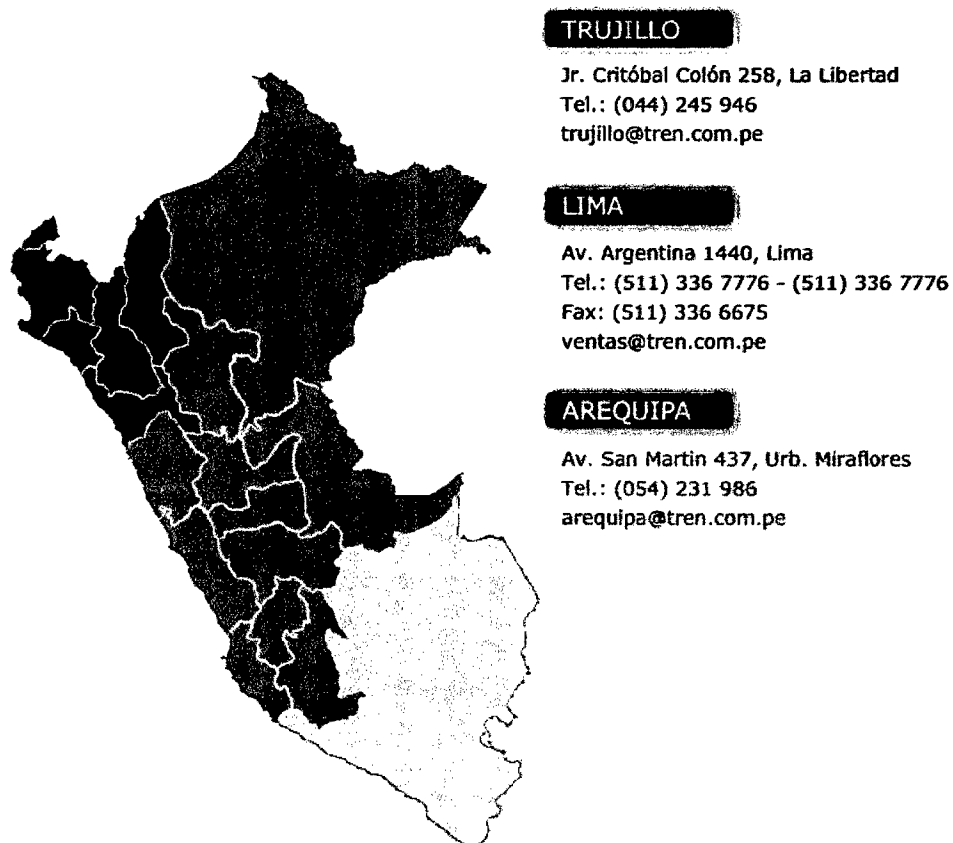 TRUJILLO
Jr. Critóbal Colón 258, La Libertad
Tel.: (044) 245 946
trujillo@tren.com.pe
LIMA
Av. Argentina 1440, Lima
Tel.: (511) 336 7776 - (511) 336 7776
Fax: (511) 336 6675
ventas@tren.com.pe
AREQUIPA
Av. San Martin 437, Urb. Miraflores
Tel.: (054) 231 986
arequipa@tren.com.pe